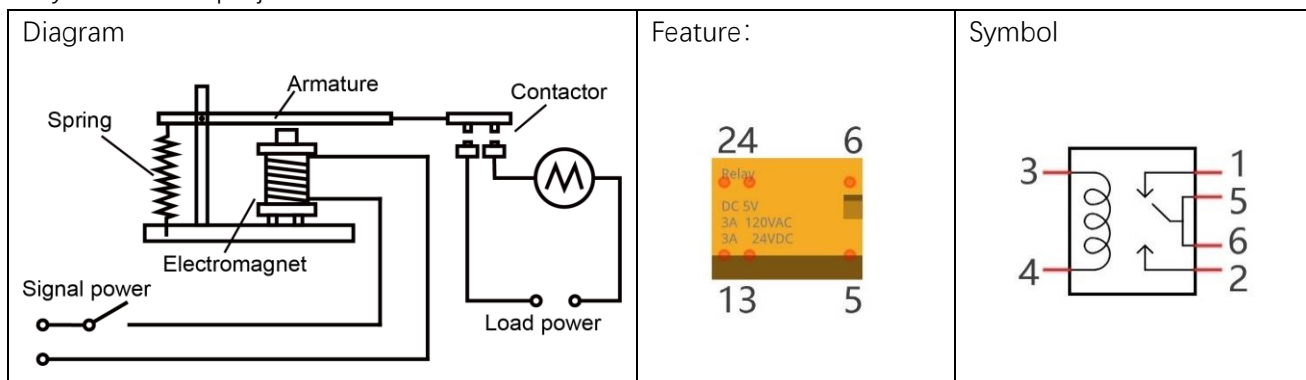 Diagram
Feature:
Symbol
Armature
Contactor
Spring
Electromagnet
Signal power
Load power
24 6
Relay
DC 5V
3A 120VAC
3A 24VDC
13 5
3
1
5
6
4
2